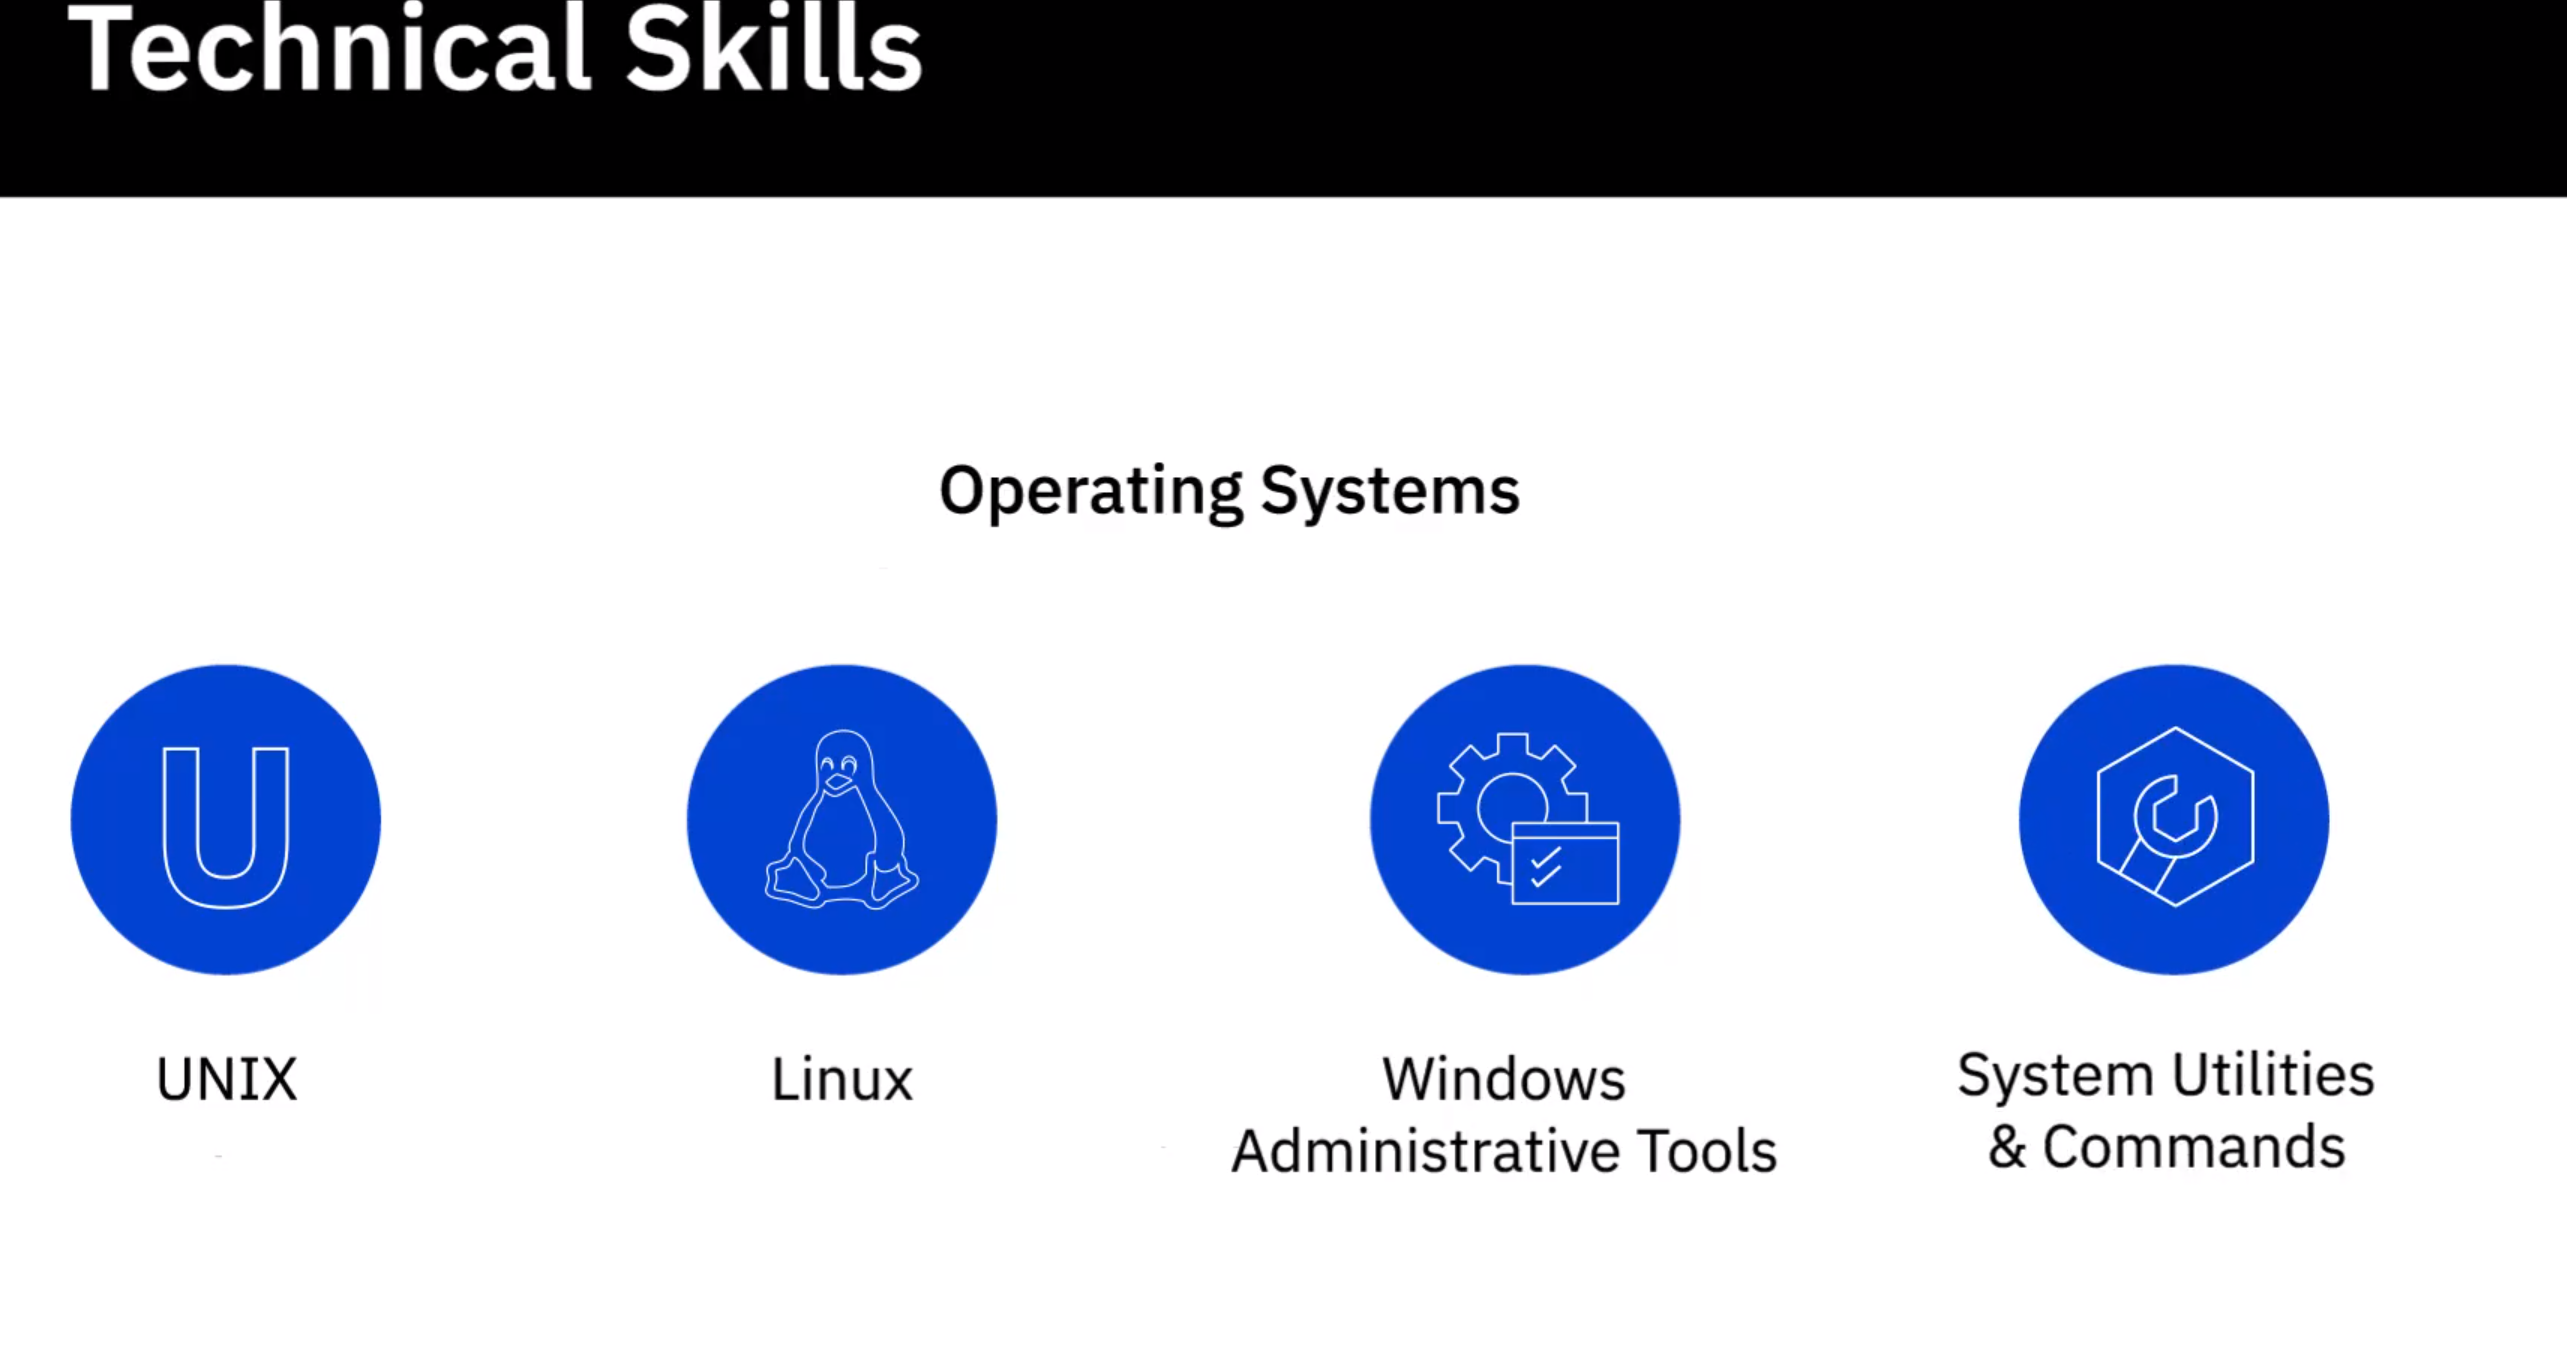 Technical Skills
Operating Systems
U
UNIX
Linux
Windows
Administrative Tools
System Utilities
& Commands